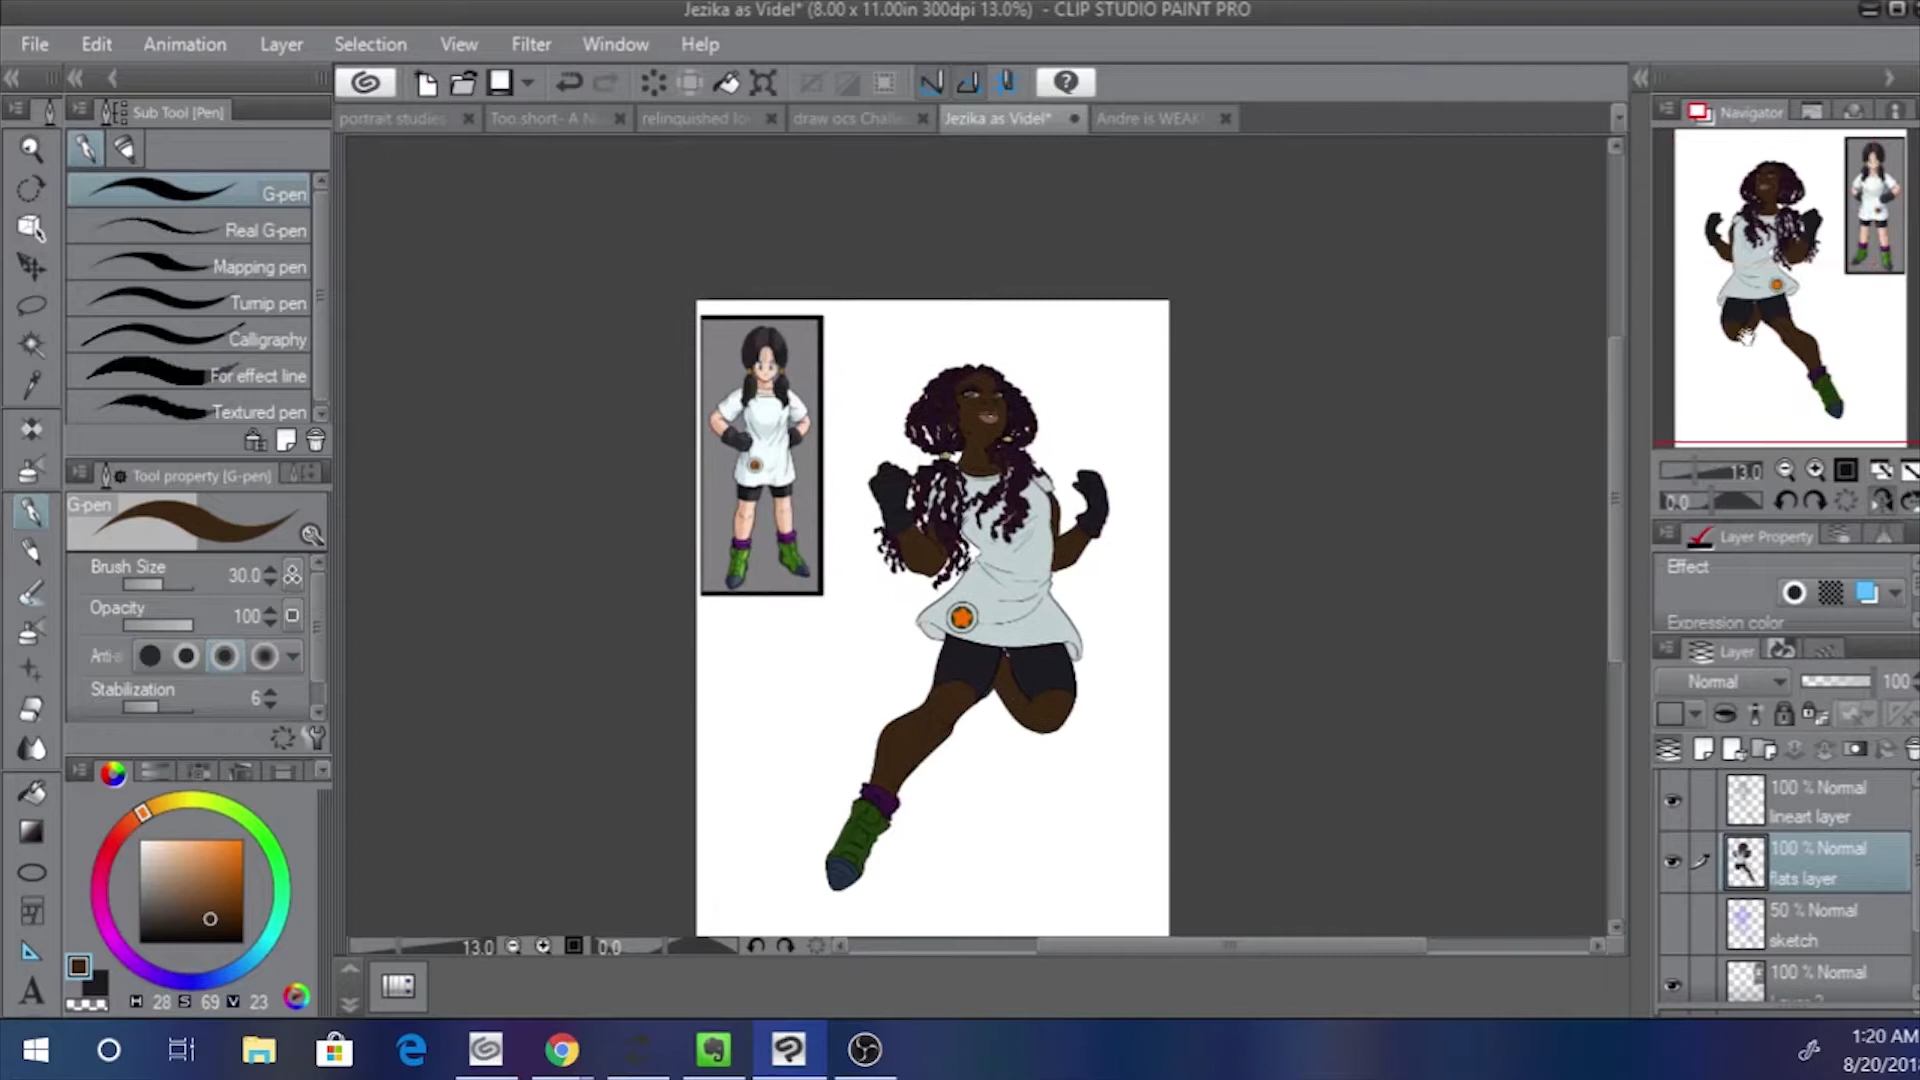 Jezika as Videl* (8.00 x 11.00in 300dpi 13.0%) - CLIP STUDIO PAINT PRO
File Edit Animation Layer Selection View Filter Window Help
Sub Tool [Pen]
portrait studies
Too short- A N
relinquished lo
draw ocs Challe
Jezika as Videl*
Andre is WEAK!
Navigator
G-pen
Real G-pen
Mapping pen
Turnip pen
Calligraphy
For effect line
Textured pen
Tool property [G-pen]
G-pen
Brush Size 30.0
Opacity 100
Anti-a
Stabilization 6
H 28 S 69 V 23
A
13.0 0.0
13.0
0.0
Layer Property
Effect
Expression color
Layer
Normal 100
100 % Normal
lineart layer
100 % Normal
flats layer
50 % Normal
sketch
100 % Normal
1:20 AM
8/20/201